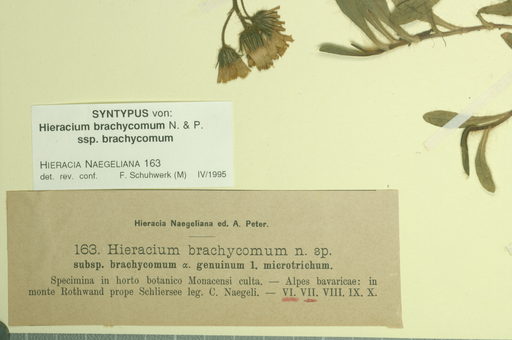 SYNTYPUS von:
Hieracium brachycomum N. & P.
ssp. brachycomum
HIERACIA NAEGELIANA 163
det. rev. conf. F. Schuhwerk (M) IV/1995
Hieracia Naegeliana ed. A. Peter.
163. Hieracium brachycomum n. sp.
subsp. brachycomum α. genuinum 1. microtrichum.
Specimina in horto botanico Monacensi culta. — Alpes bavaricae: in
monte Rothwand prope Schliersee leg. C. Naegeli. — VI. VII. VIII. IX. X.